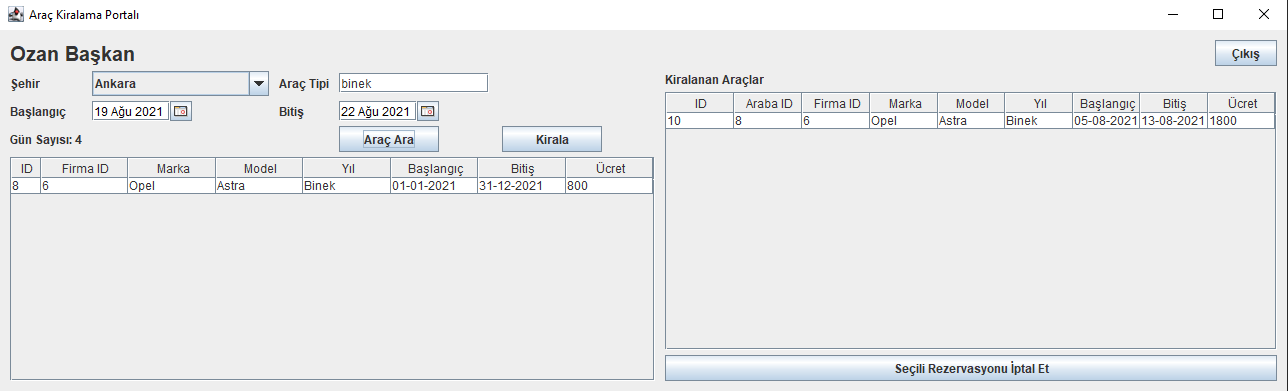 Araç Kiralama Portalı
Ozan Başkan
Çıkış
Şehir Ankara Araç Tipi binek
Başlangıç 19 Ağu 2021 Bitiş 22 Ağu 2021
Gün Sayısı: 4 Araç Ara Kirala
ID Firma ID Marka Model Yıl Başlangıç Bitiş Ücret
8 6 Opel Astra Binek 01-01-2021 31-12-2021 800
Kiralanan Araçlar
ID Araba ID Firma ID Marka Model Yıl Başlangıç Bitiş Ücret
10 8 6 Opel Astra Binek 05-08-2021 13-08-2021 1800
Seçili Rezervasyonu İptal Et